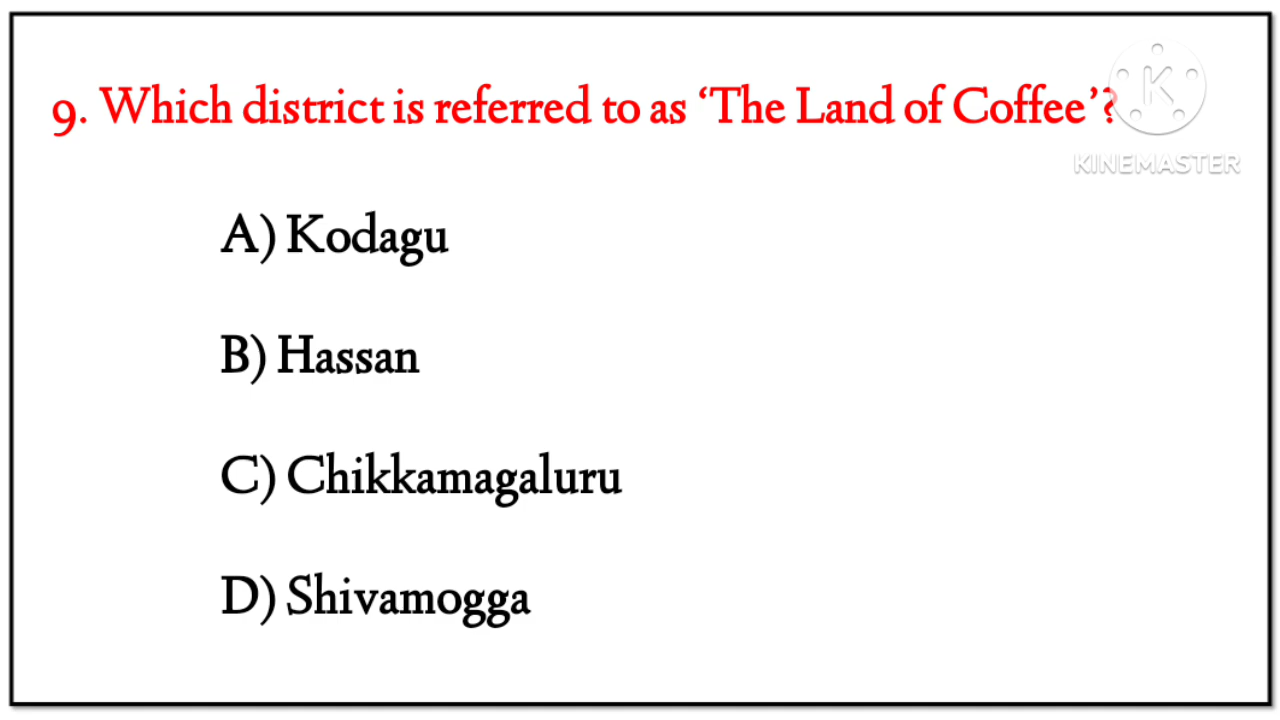 9. Which district is referred to as ‘The Land of Coffee’?
K
KINEMASTER
A) Kodagu
B) Hassan
C) Chikkamagaluru
D) Shivamogga